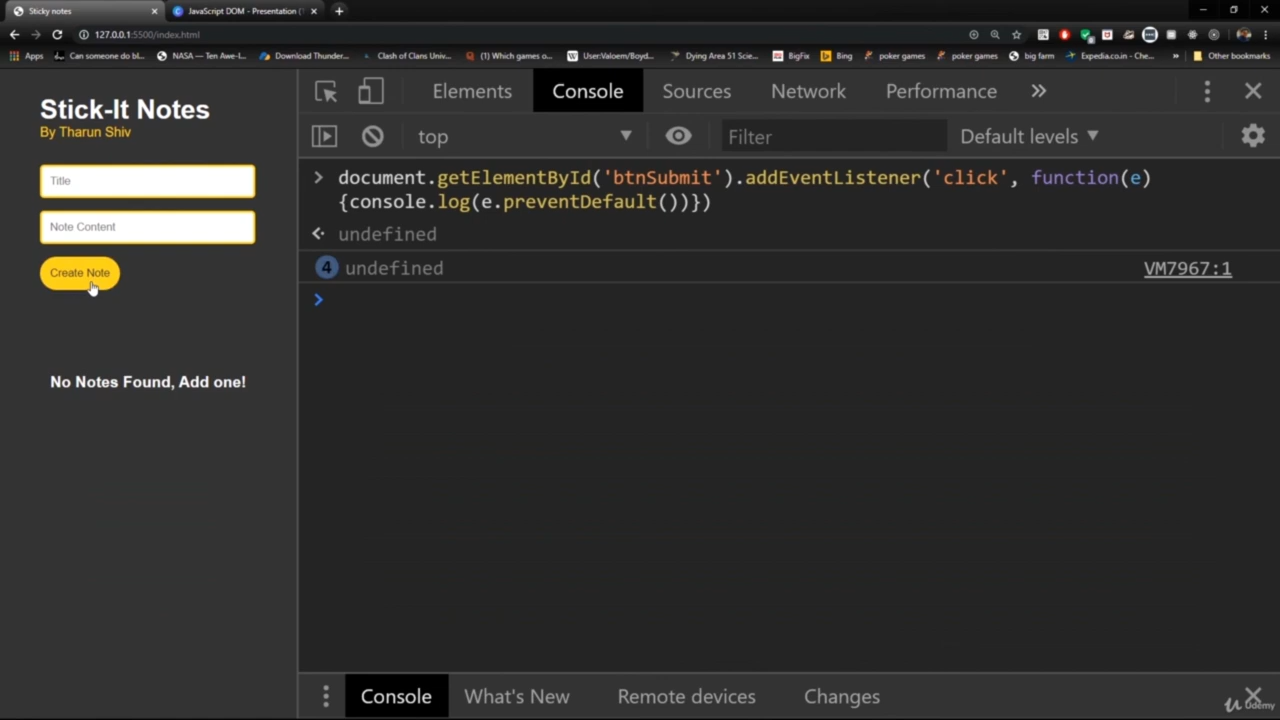 Sticky notes
JavaScript DOM - Presentation (1
127.0.0.1:5500/index.html
Apps
Can someone do bl...
NASA — Ten Awe-I...
Download Thunder...
Clash of Clans Univ...
(1) Which games o...
User:Valoem/Boyd...
Dying Area 51 Scie...
BigFix
Bing
poker games
poker games
big farm
Expedia.co.in - Che...
»
Other bookmarks
Stick-It Notes
By Tharun Shiv
Title
Note Content
Create Note
No Notes Found, Add one!
Elements
Console
Sources
Network
Performance
»
top
Filter
Default levels ▼
> document.getElementById('btnSubmit').addEventListener('click', function(e)
{console.log(e.preventDefault())})
undefined
4 undefined
VM7967:1
>
Console
What's New
Remote devices
Changes
Udemy